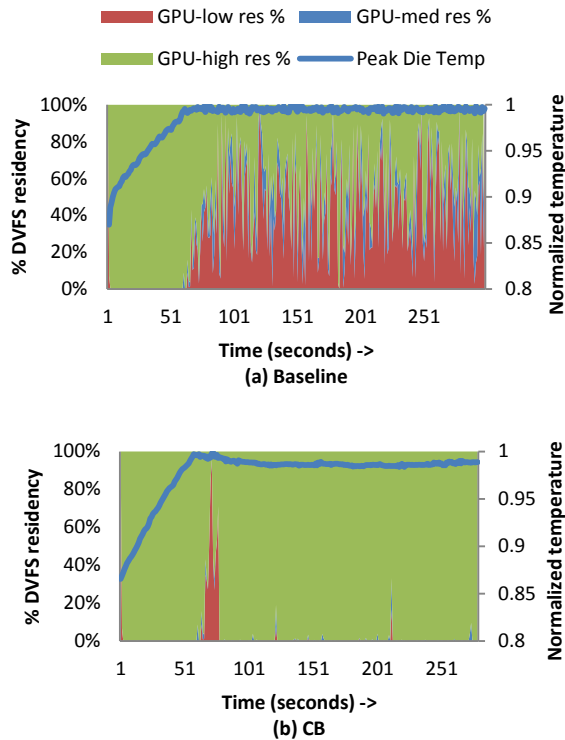 GPU-low res % GPU-med res %
GPU-high res % Peak Die Temp
100% 1
80% 0.95
60%
40% 0.9
20% 0.85
0% 0.8
% DVFS residency
Normalized temperature
1 51 101 151 201 251
Time (seconds) ->
(a) Baseline
100% 1
80% 0.95
60%
40% 0.9
20% 0.85
0% 0.8
% DVFS residency
Normalized temperature
1 51 101 151 201 251
Time (seconds) ->
(b) CB